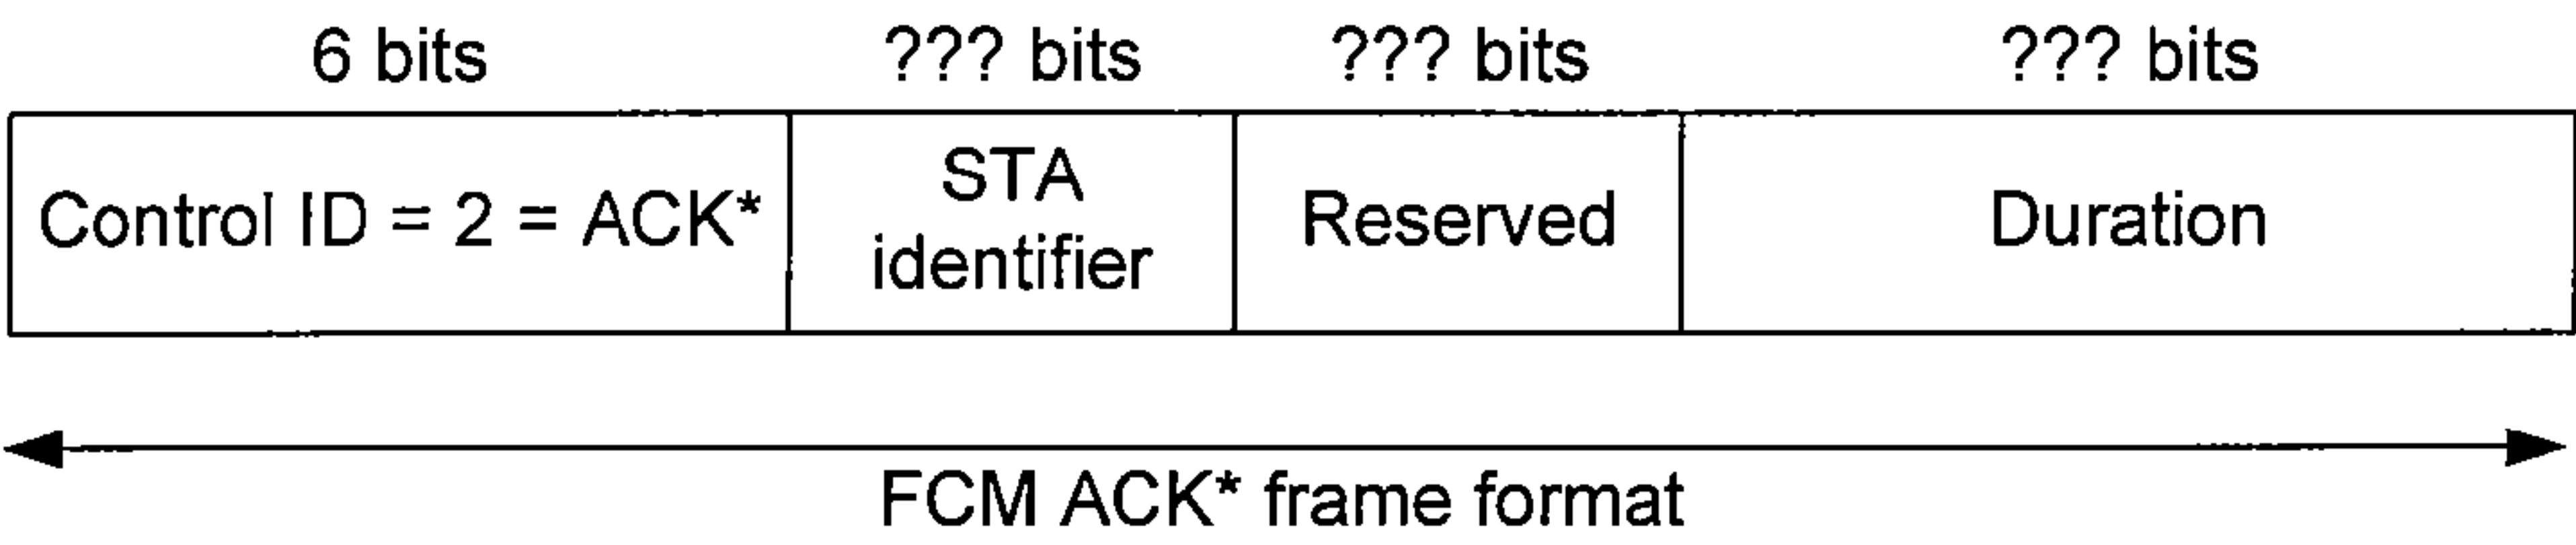 6 bits ??? bits ??? bits ??? bits
Control ID = 2 = ACK* STA identifier Reserved Duration
FCM ACK* frame format